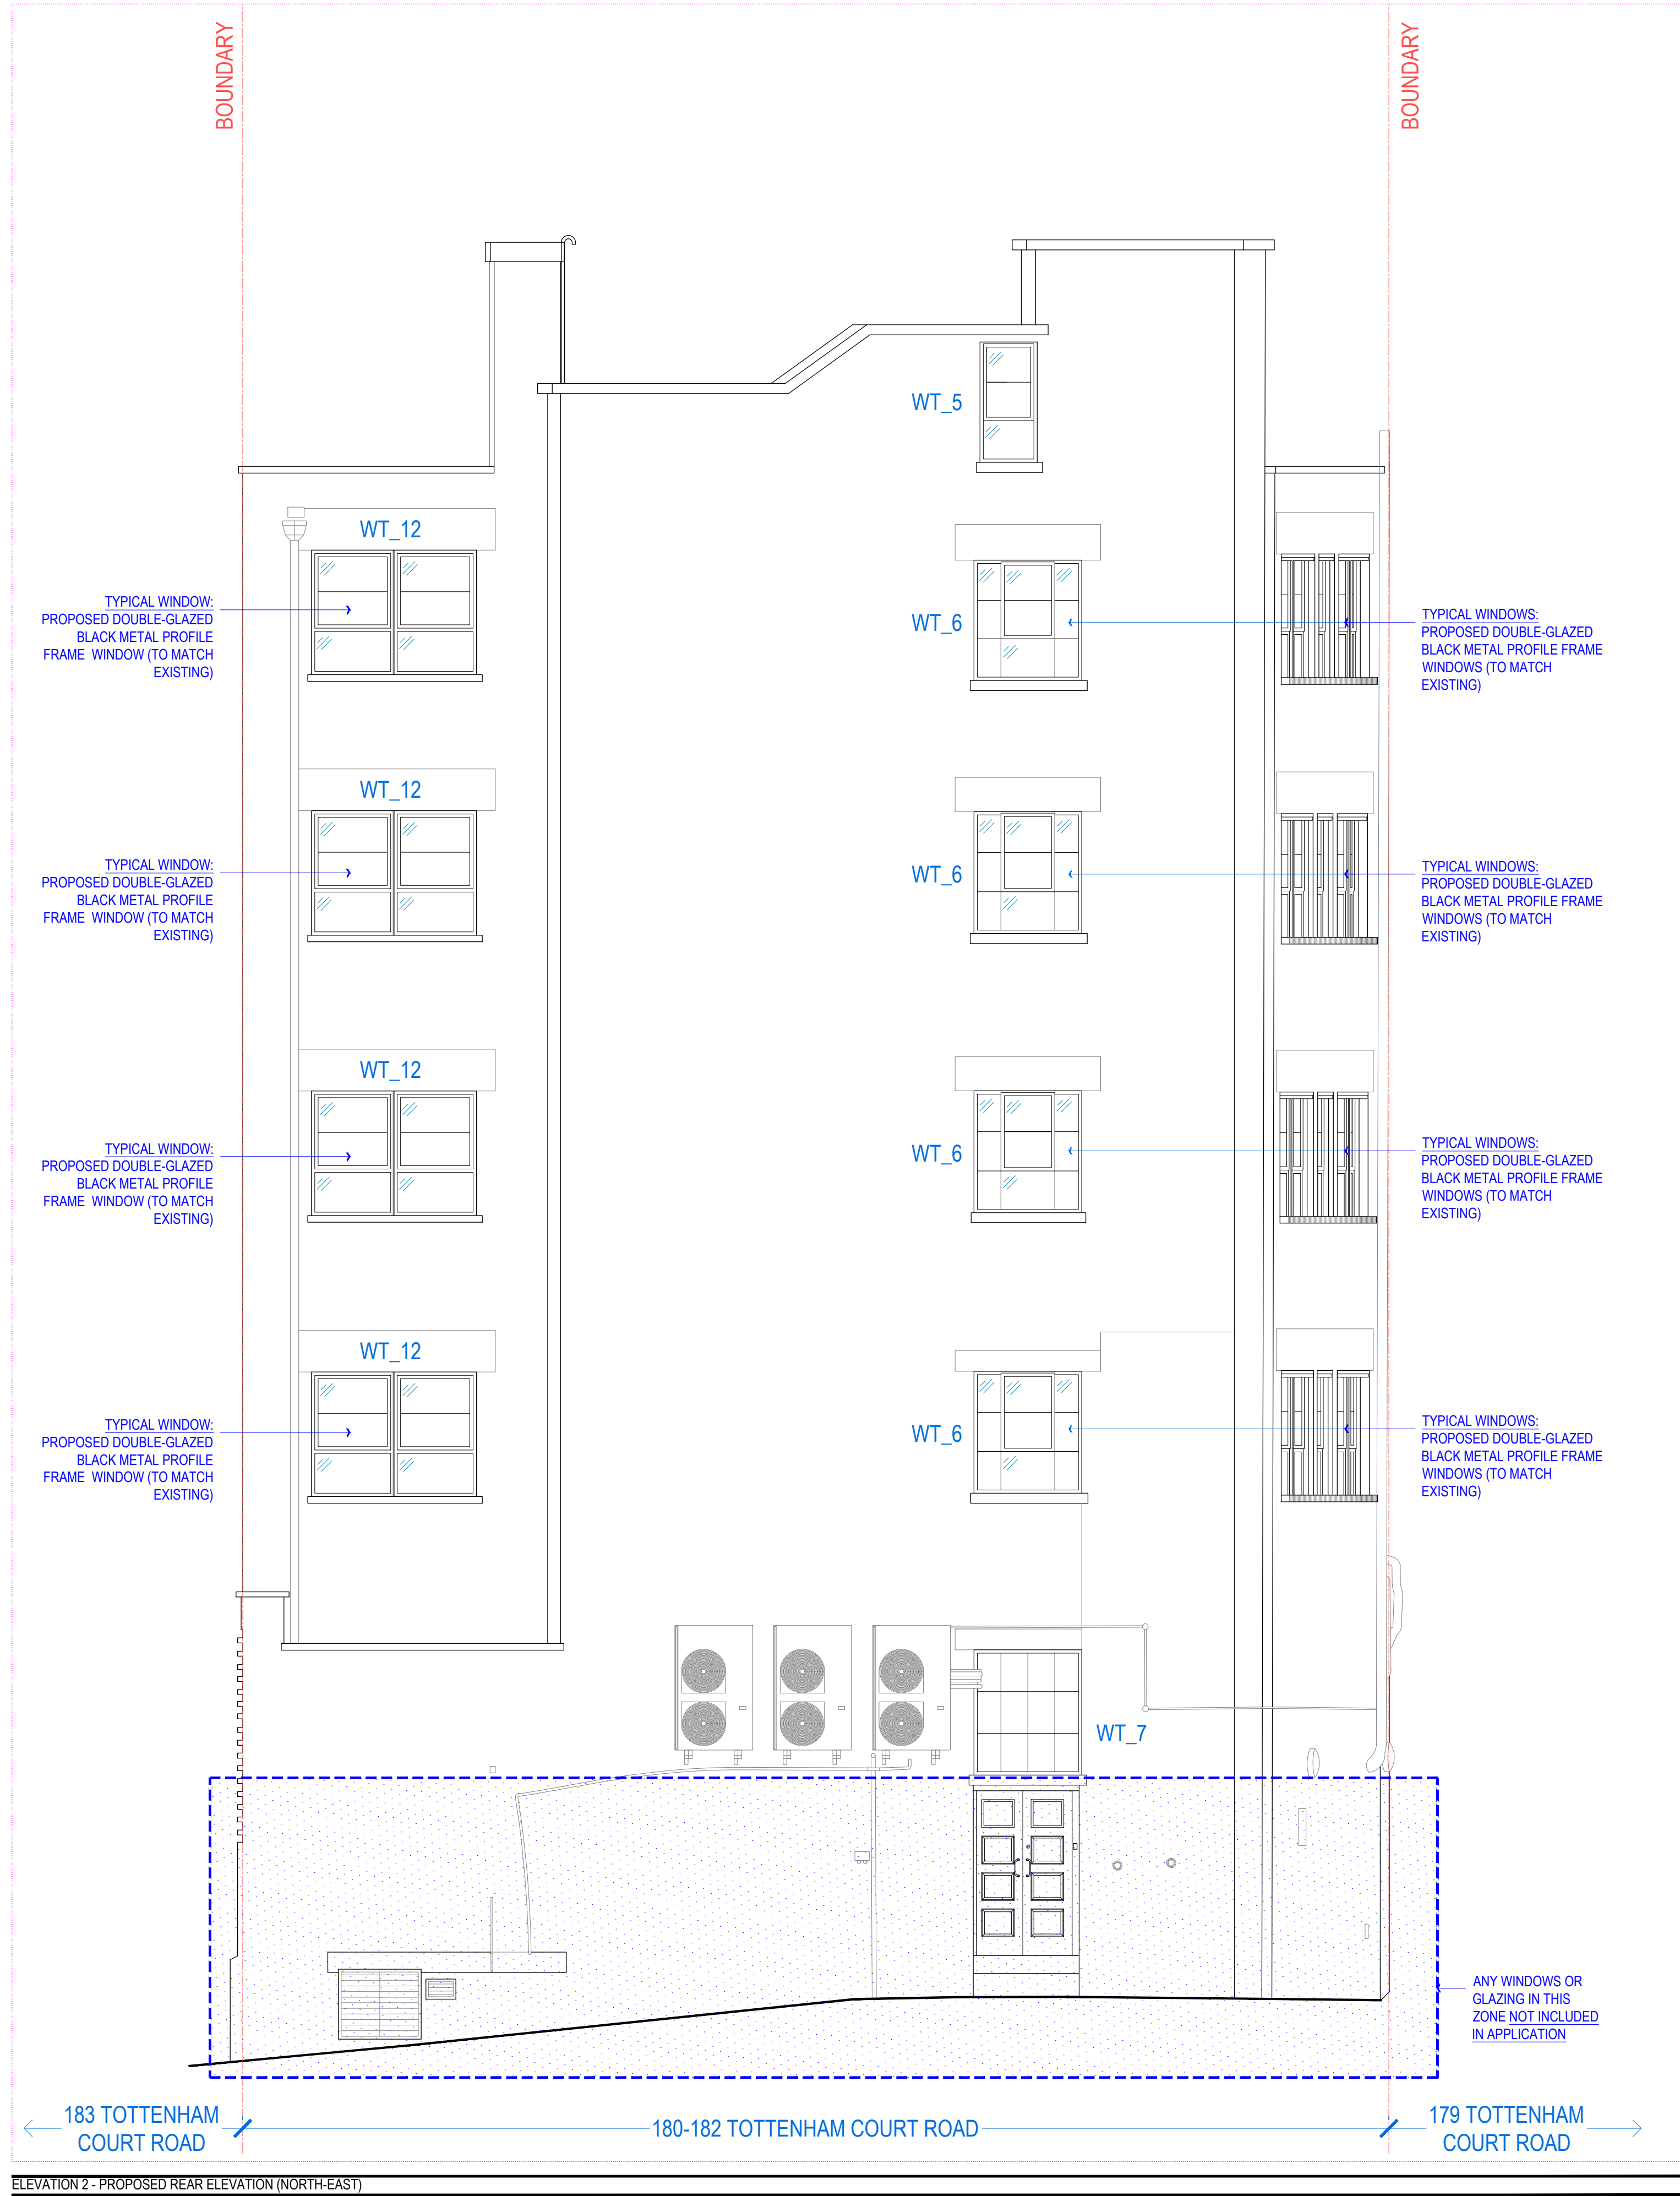 BOUNDARY
BOUNDARY
WT_5
WT_12
TYPICAL WINDOW:
PROPOSED DOUBLE-GLAZED
BLACK METAL PROFILE
FRAME WINDOW (TO MATCH
EXISTING)
WT_6
TYPICAL WINDOWS:
PROPOSED DOUBLE-GLAZED
BLACK METAL PROFILE FRAME
WINDOWS (TO MATCH
EXISTING)
WT_12
TYPICAL WINDOW:
PROPOSED DOUBLE-GLAZED
BLACK METAL PROFILE
FRAME WINDOW (TO MATCH
EXISTING)
WT_6
TYPICAL WINDOWS:
PROPOSED DOUBLE-GLAZED
BLACK METAL PROFILE FRAME
WINDOWS (TO MATCH
EXISTING)
WT_12
TYPICAL WINDOW:
PROPOSED DOUBLE-GLAZED
BLACK METAL PROFILE
FRAME WINDOW (TO MATCH
EXISTING)
WT_6
TYPICAL WINDOWS:
PROPOSED DOUBLE-GLAZED
BLACK METAL PROFILE FRAME
WINDOWS (TO MATCH
EXISTING)
WT_12
TYPICAL WINDOW:
PROPOSED DOUBLE-GLAZED
BLACK METAL PROFILE
FRAME WINDOW (TO MATCH
EXISTING)
WT_6
TYPICAL WINDOWS:
PROPOSED DOUBLE-GLAZED
BLACK METAL PROFILE FRAME
WINDOWS (TO MATCH
EXISTING)
WT_7
ANY WINDOWS OR
GLAZING IN THIS
ZONE NOT INCLUDED
IN APPLICATION
183 TOTTENHAM
COURT ROAD
180-182 TOTTENHAM COURT ROAD
179 TOTTENHAM
COURT ROAD
ELEVATION 2 - PROPOSED REAR ELEVATION (NORTH-EAST)